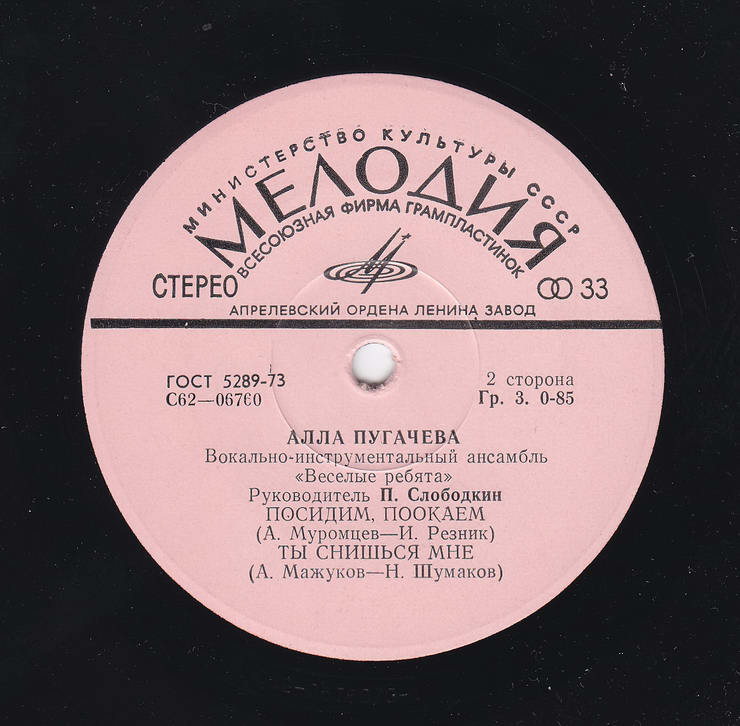 МИНИСТЕРСТВО КУЛЬТУРЫ СССР
МЕЛОДИЯ
ВСЕСОЮЗНАЯ ФИРМА ГРАМПЛАСТИНОК
СТЕРЕО
33
АПРЕЛЕВСКИЙ ОРДЕНА ЛЕНИНА ЗАВОД
ГОСТ 5289-73
2 сторона
С62—06760
Гр. 3. 0-85
АЛЛА ПУГАЧЕВА
Вокально-инструментальный ансамбль
«Веселые ребята»
Руководитель П. Слободкин
ПОСИДИМ, ПООКАЕМ
(А. Муромцев—И. Резник)
ТЫ СНИШЬСЯ МНЕ
(А. Мажуков—Н. Шумаков)